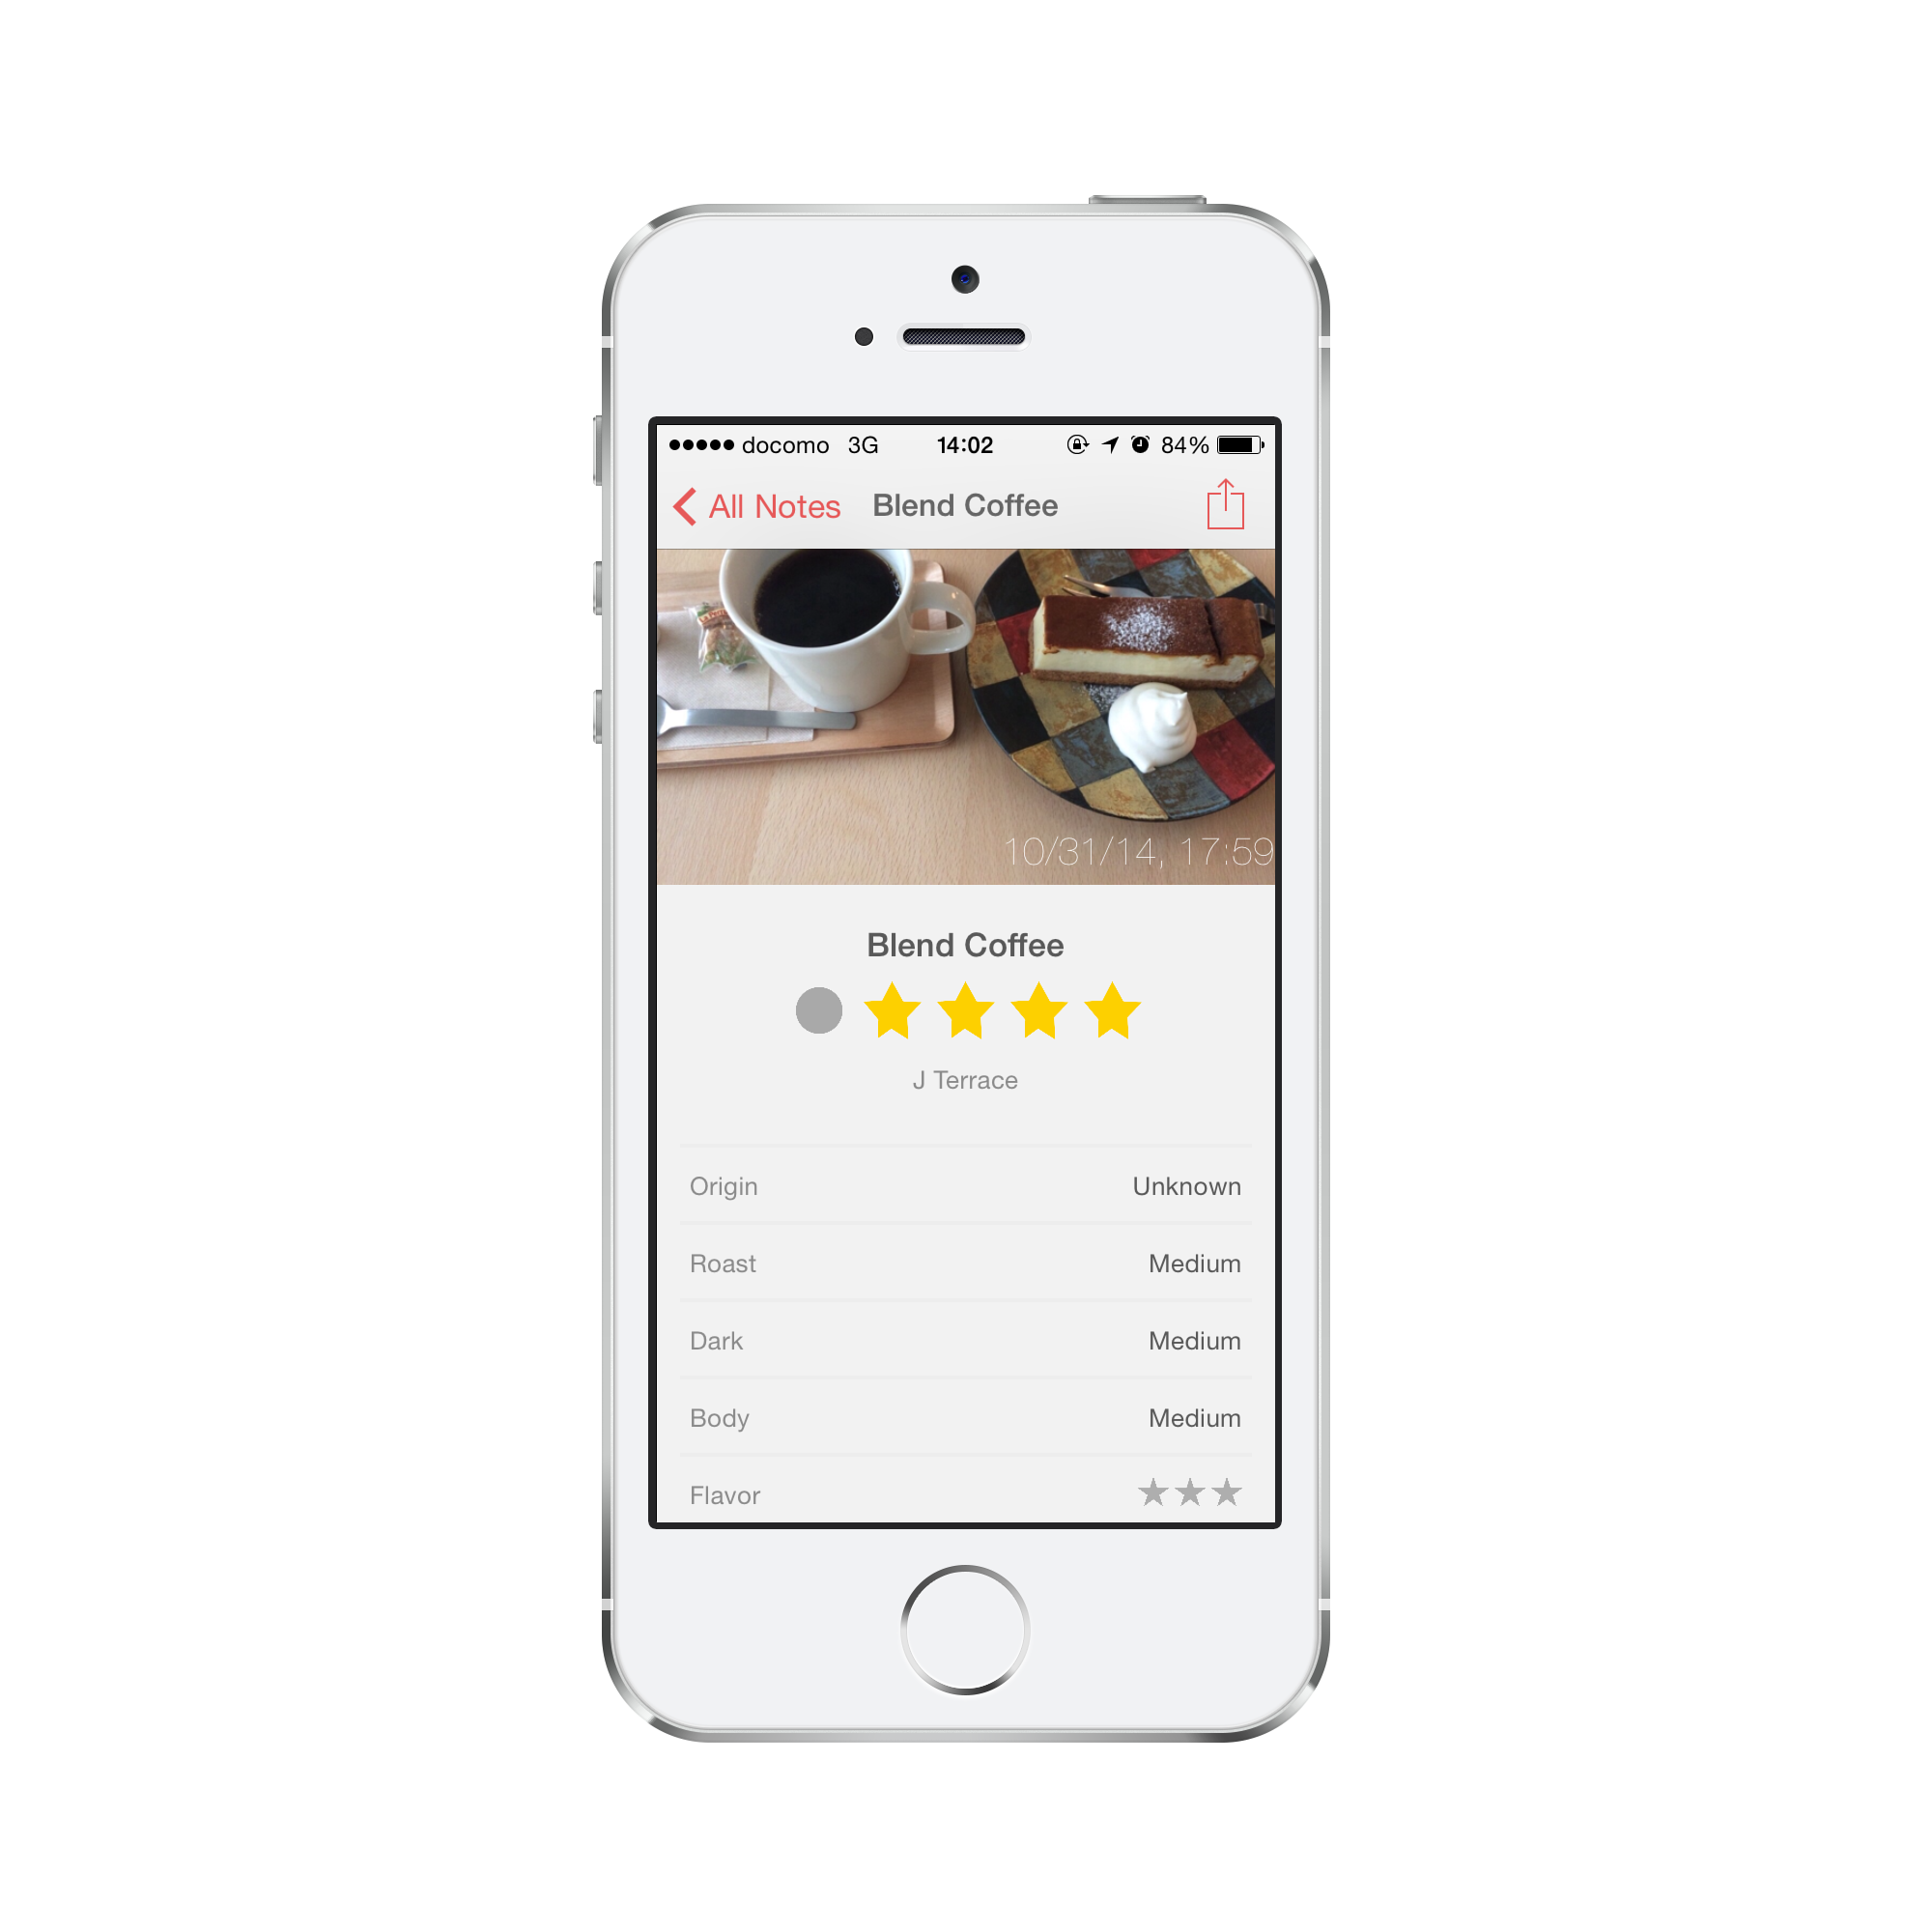 docomo 3G 14:02 84%
All Notes Blend Coffee
10/31/14, 17:59
Blend Coffee
J Terrace
Origin Unknown
Roast Medium
Dark Medium
Body Medium
Flavor ★★★